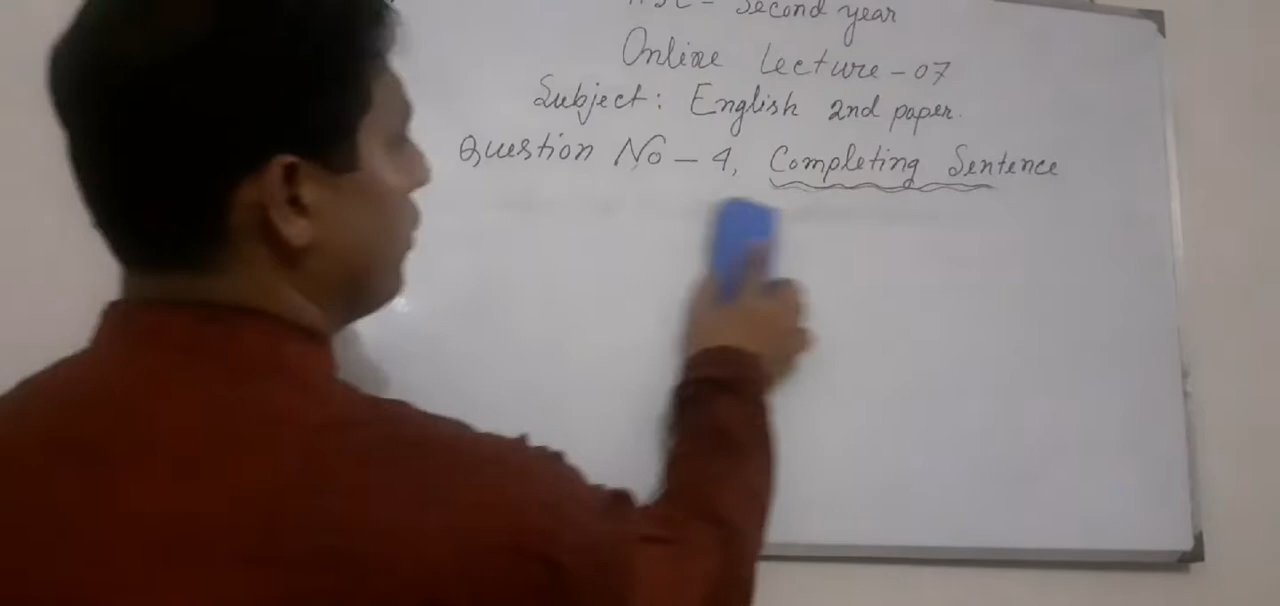 Second year
Online Lecture - 07
Subject: English 2nd paper.
Question No - 4, Completing Sentence